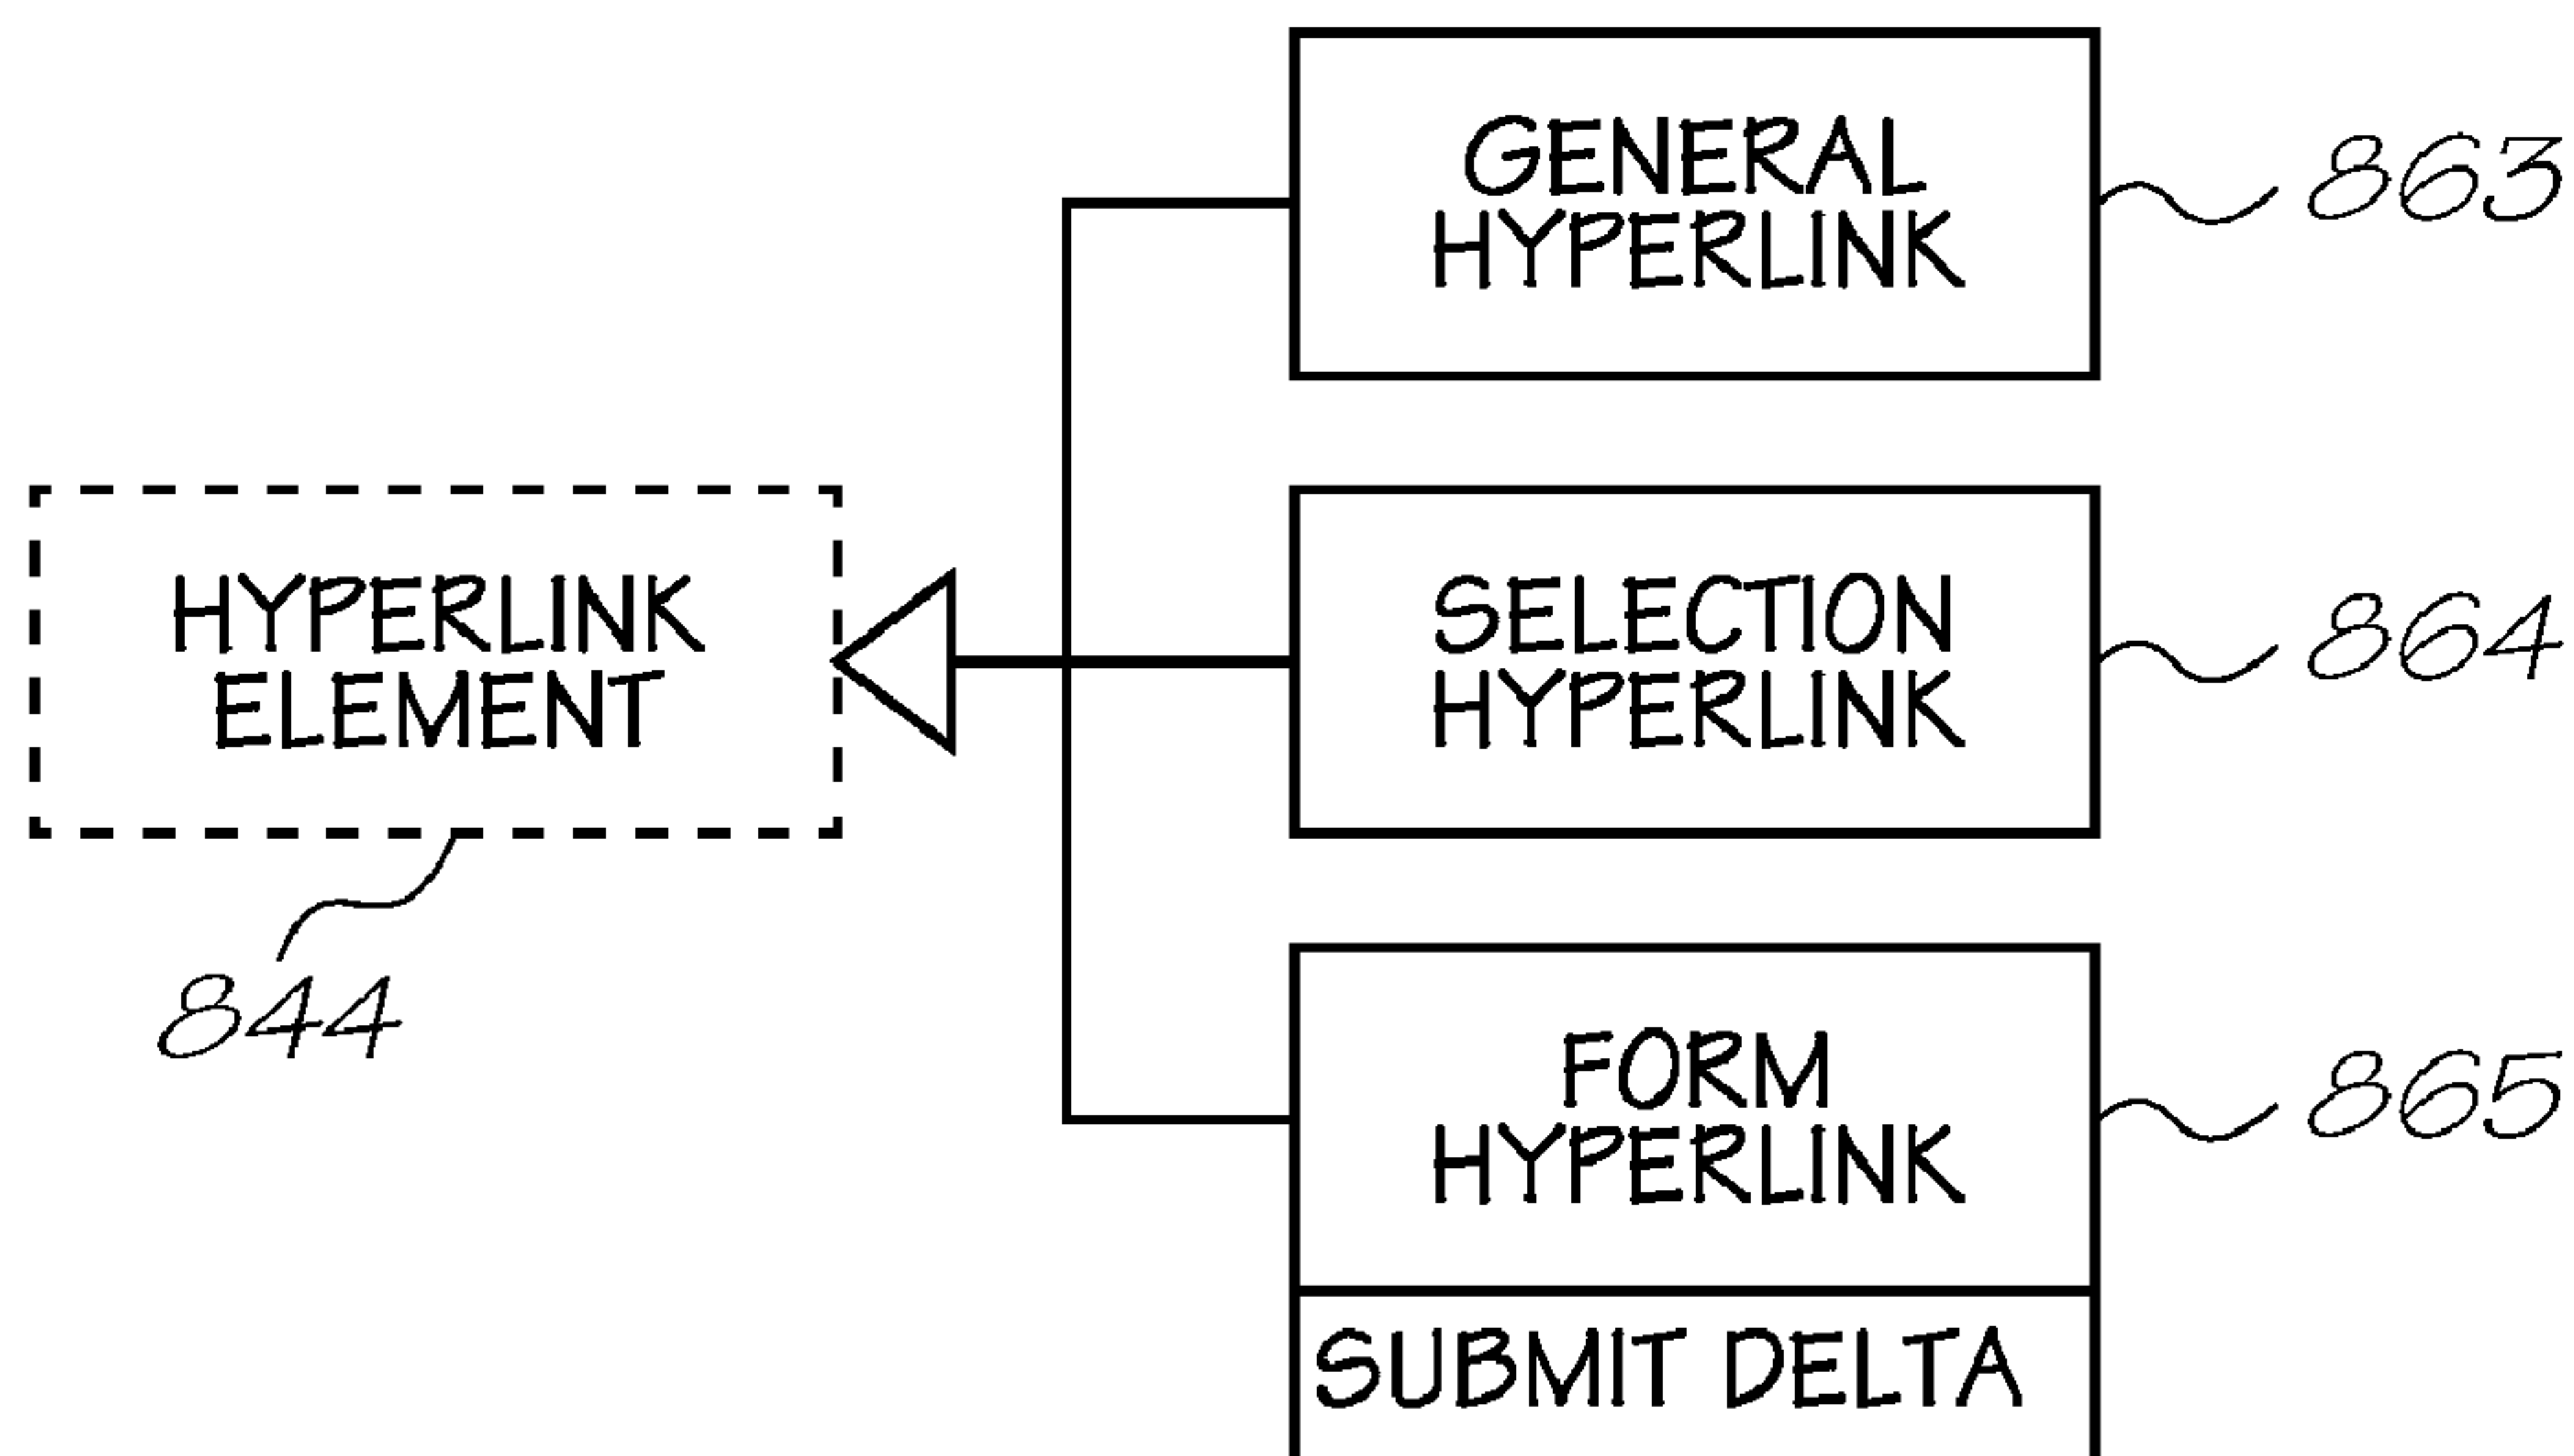 GENERAL
HYPERLINK
863
HYPERLINK
ELEMENT
844
SELECTION
HYPERLINK
864
FORM
HYPERLINK
865
SUBMIT DELTA